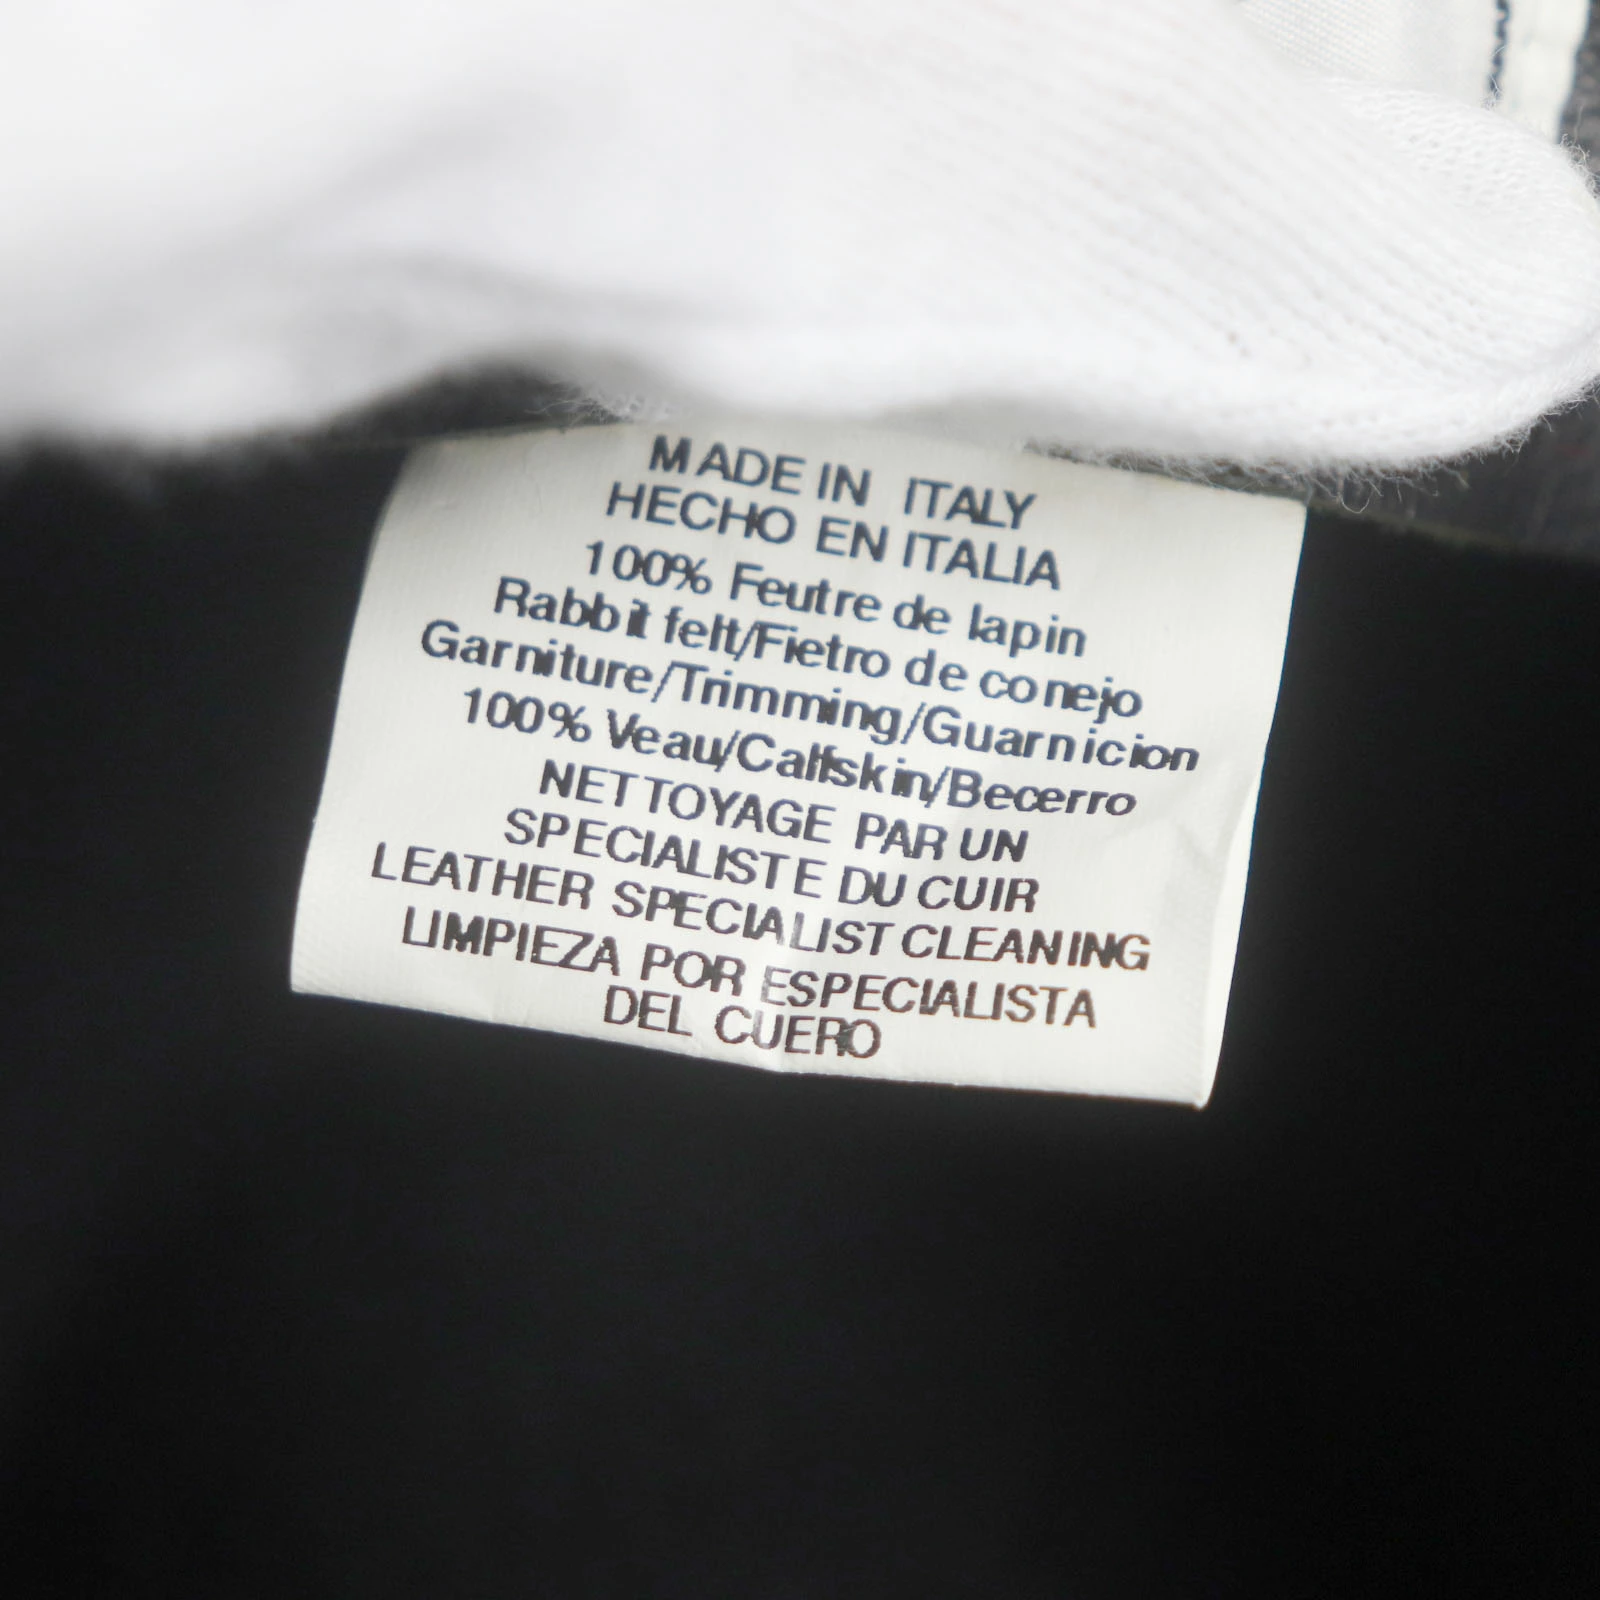 MADE IN ITALY
HECHO EN ITALIA
100% Feutre de lapin
Rabbit felt/Fietro de conejo
Garniture/Trimming/Guarnicion
100% Veau/Calfskin/Becerro
NETTOYAGE PAR UN
SPECIALISTE DU CUIR
LEATHER SPECIALIST CLEANING
LIMPIEZA POR ESPECIALISTA
DEL CUERO